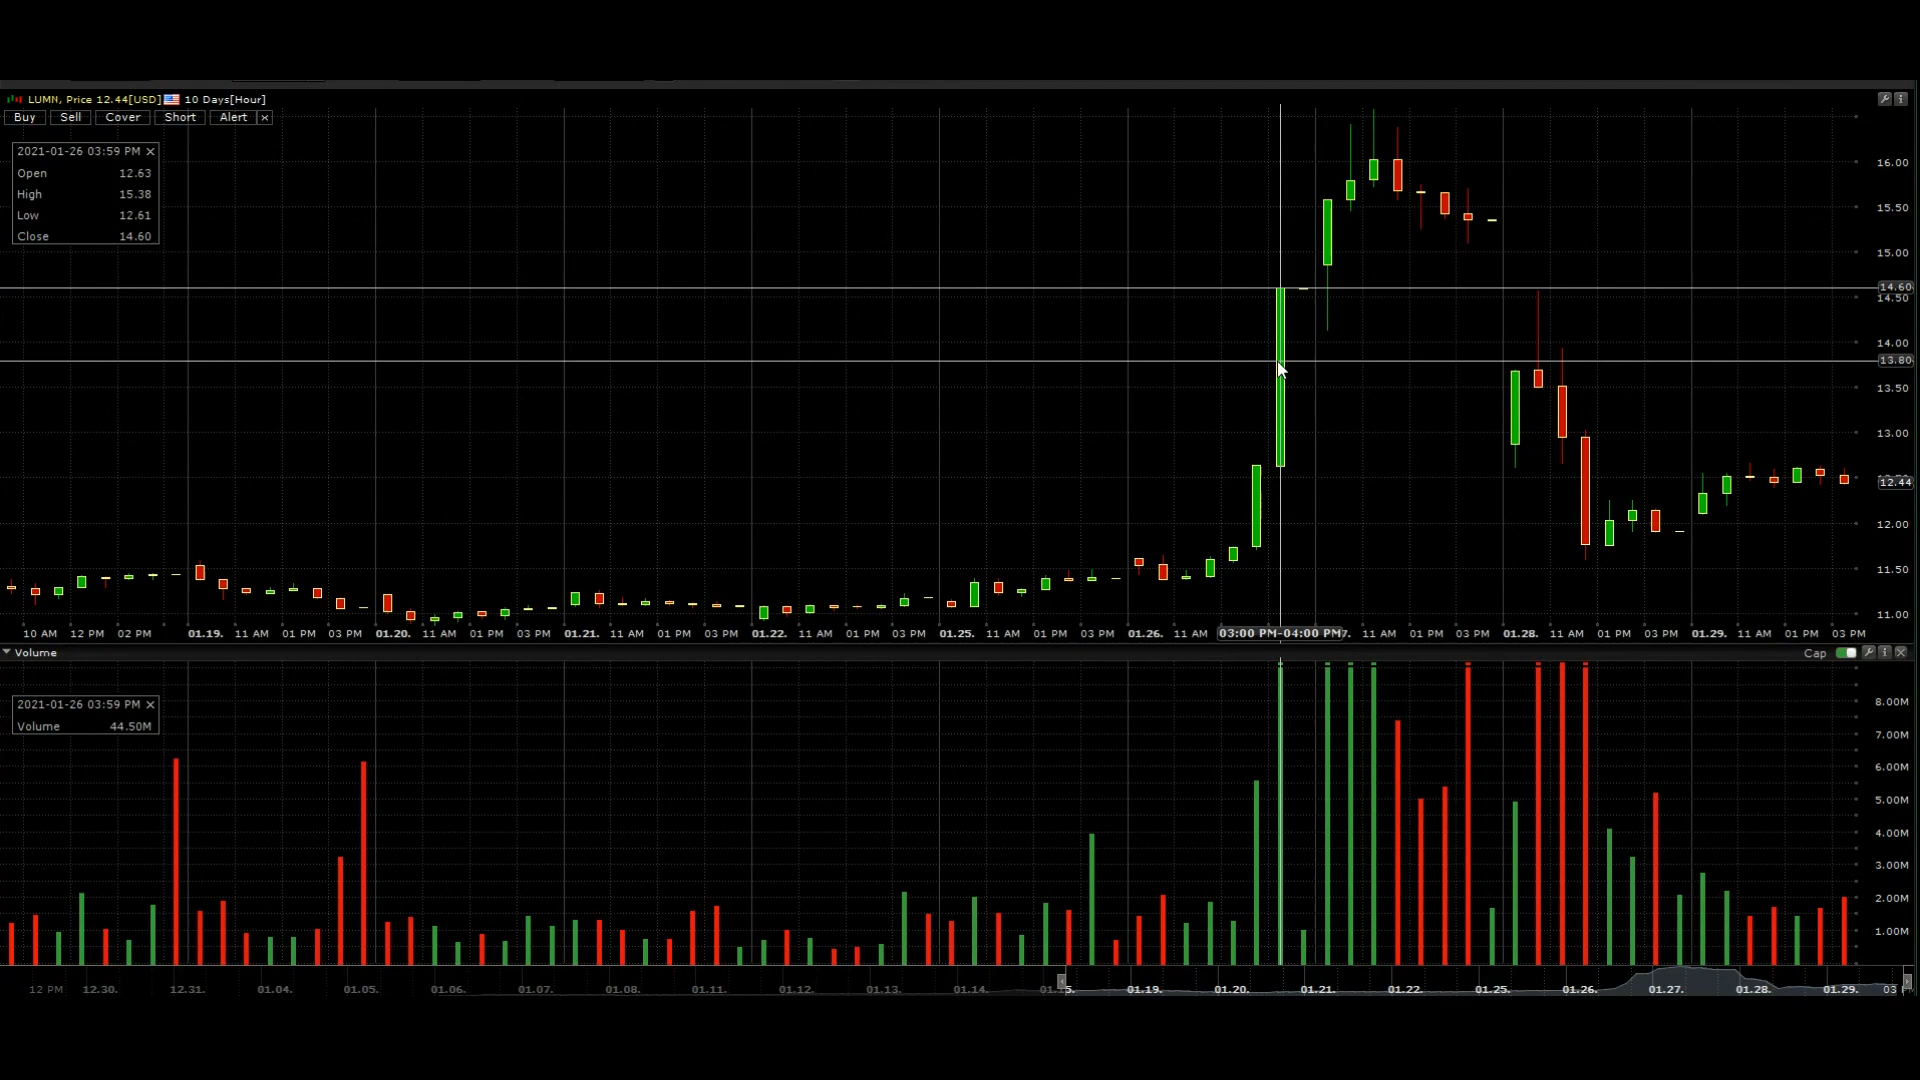 LUMN, Price 12.44[USD] 10 Days[Hour]
Buy Sell Cover Short Alert ×
2021-01-26 03:59 PM ×
Open 12.63
High 15.38
Low 12.61
Close 14.60
16.00
15.50
15.00
14.60
14.50
14.00
13.80
13.50
13.00
12.44
12.00
11.50
11.00
10 AM 12 PM 02 PM 01.19. 11 AM 01 PM 03 PM 01.20. 11 AM 01 PM 03 PM 01.21. 11 AM 01 PM 03 PM 01.22. 11 AM 01 PM 03 PM 01.25. 11 AM 01 PM 03 PM 01.26. 11 AM 03:00 PM-04:00 PM 7. 11 AM 01 PM 03 PM 01.28. 11 AM 01 PM 03 PM 01.29. 11 AM 01 PM 03 PM
Volume Cap
2021-01-26 03:59 PM ×
Volume 44.50M
8.00M
7.00M
6.00M
5.00M
4.00M
3.00M
2.00M
1.00M
12 PM 12.30. 12.31. 01.04. 01.05. 01.06. 01.07. 01.08. 01.11. 01.12. 01.13. 01.14. 01.15. 01.19. 01.20. 01.21. 01.22. 01.25. 01.26. 01.27. 01.28. 01.29. 03